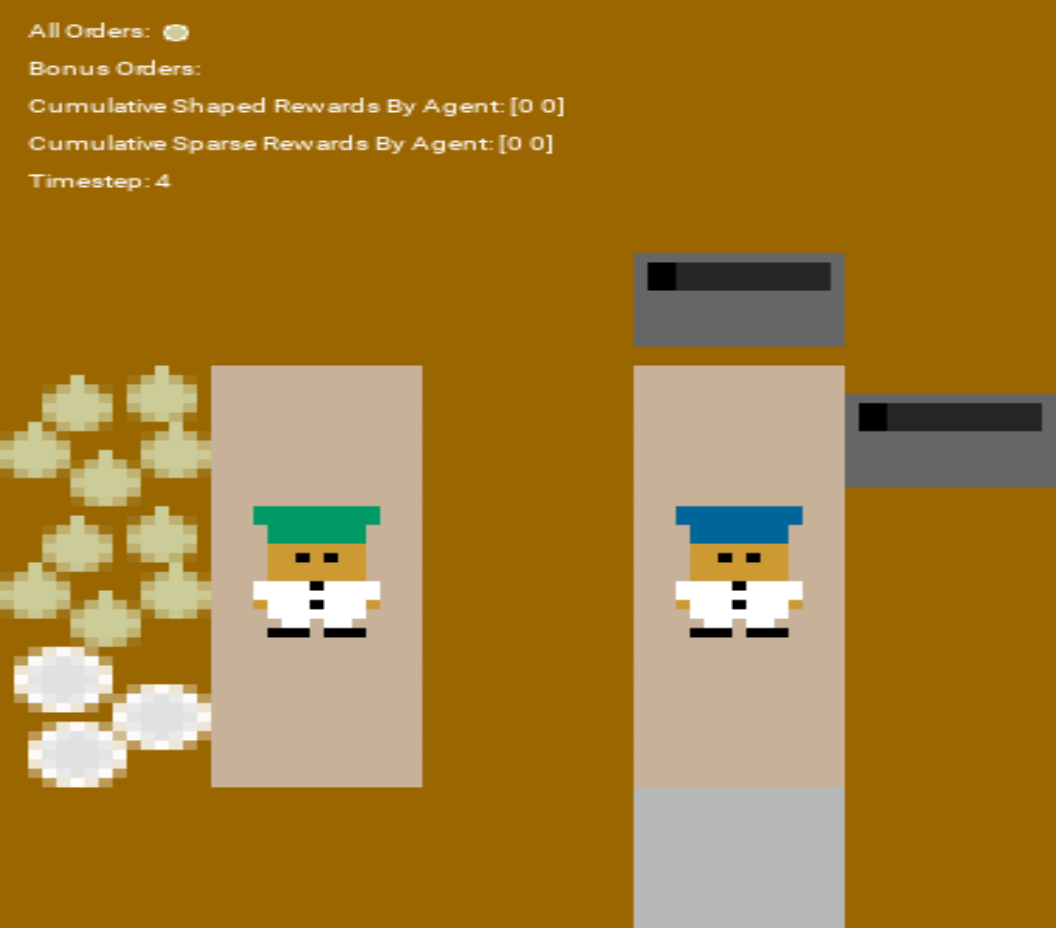 All Orders:
Bonus Orders:
Cumulative Shaped Rewards By Agent: [0 0]
Cumulative Sparse Rewards By Agent: [0 0]
Timestep: 4